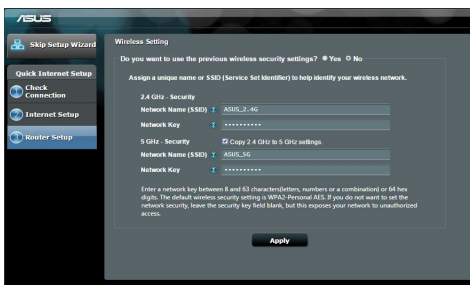 ASUS
Skip Setup Wizard
Quick Internet Setup
1 Check Connection
2 Internet Setup
3 Router Setup
Wireless Setting
Do you want to use the previous wireless security settings? Yes No
Assign a unique name or SSID (Service Set Identifier) to help identify your wireless network.
2.4 GHz - Security
Network Name (SSID) ASUS_2.4G
Network Key ••••••••••
5 GHz - Security Copy 2.4 GHz to 5 GHz settings.
Network Name (SSID) ASUS_5G
Network Key ••••••••••
Enter a network key between 8 and 63 characters(letters, numbers or a combination) or 64 hex
digits. The default wireless security setting is WPA2-Personal AES. If you do not want to set the
network security, leave the security key field blank, but this exposes your network to unauthorized
access.
Apply